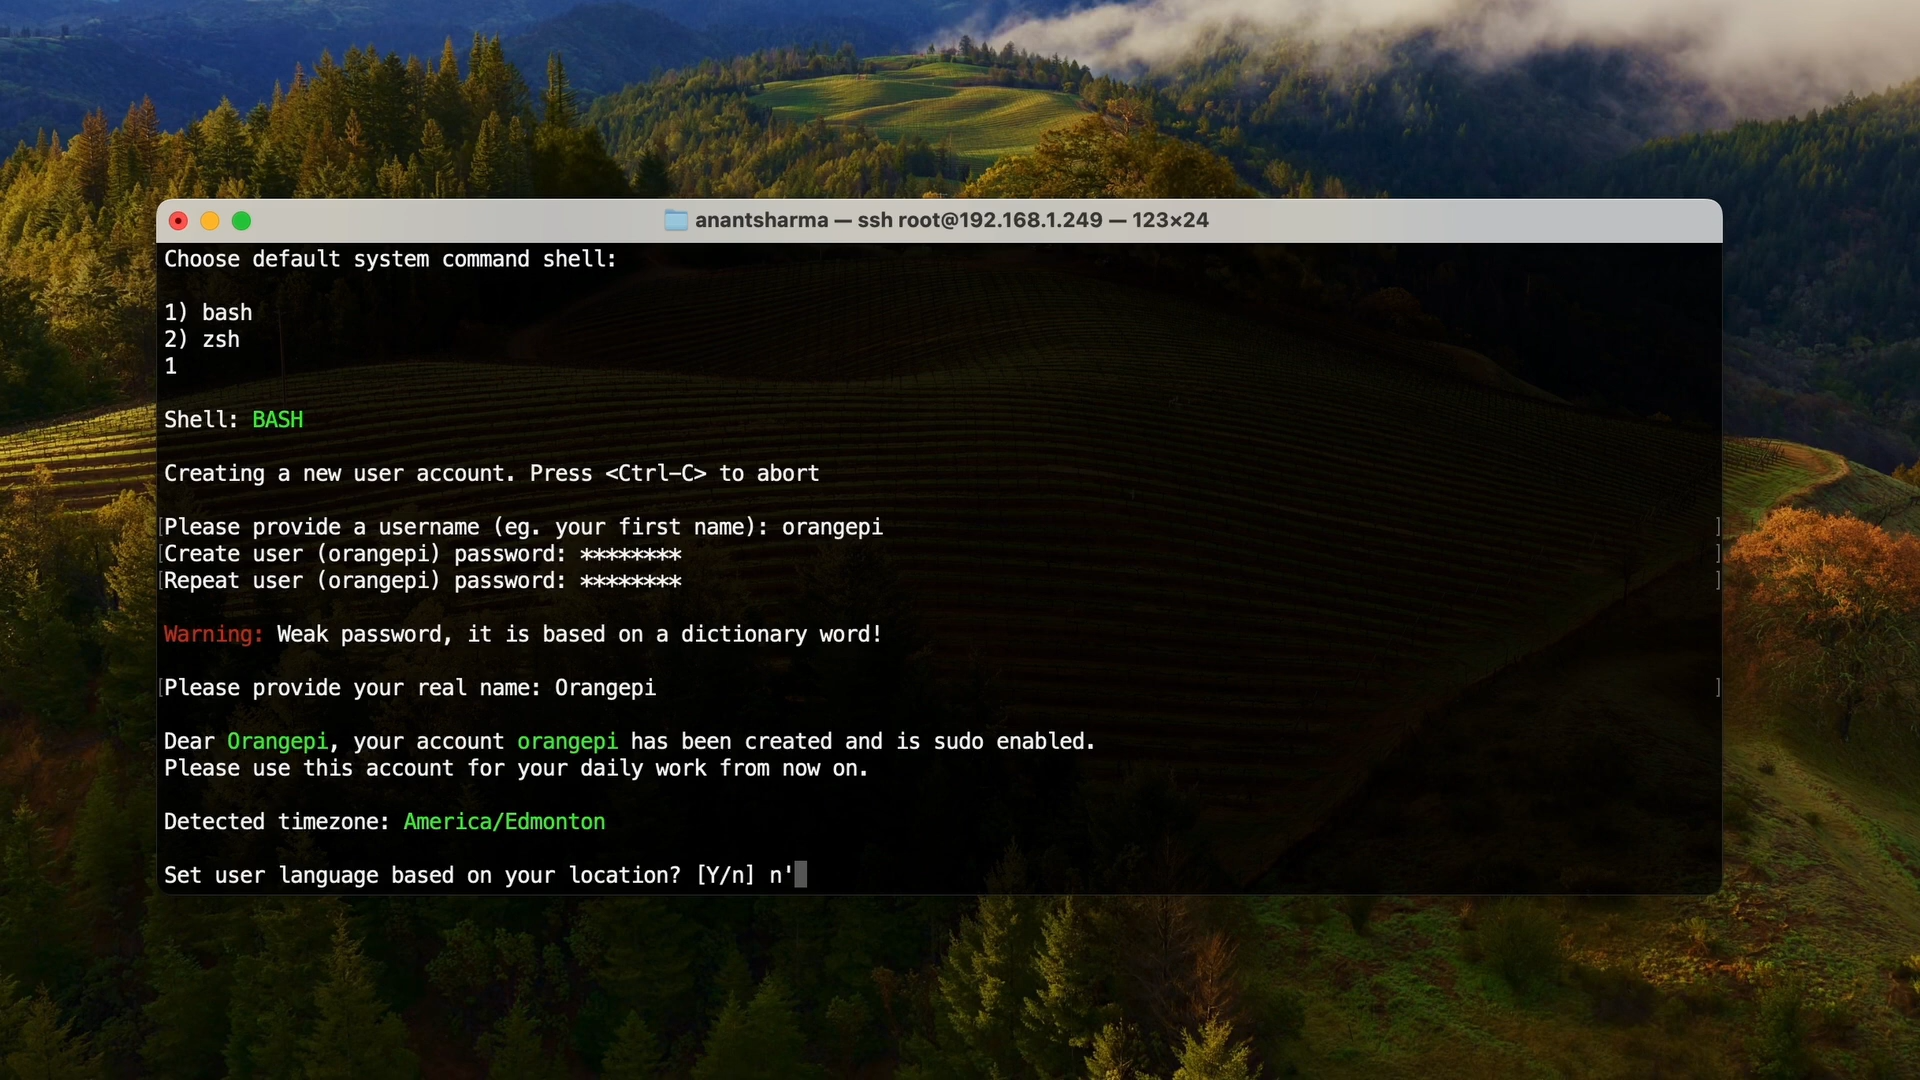 anantsharma — ssh root@192.168.1.249 — 123×24
Choose default system command shell:
1) bash
2) zsh
1
Shell: BASH
Creating a new user account. Press <Ctrl-C> to abort
[Please provide a username (eg. your first name): orangepi ]
[Create user (orangepi) password: ******** ]
[Repeat user (orangepi) password: ******** ]
Warning: Weak password, it is based on a dictionary word!
[Please provide your real name: Orangepi ]
Dear Orangepi, your account orangepi has been created and is sudo enabled.
Please use this account for your daily work from now on.
Detected timezone: America/Edmonton
Set user language based on your location? [Y/n] n'